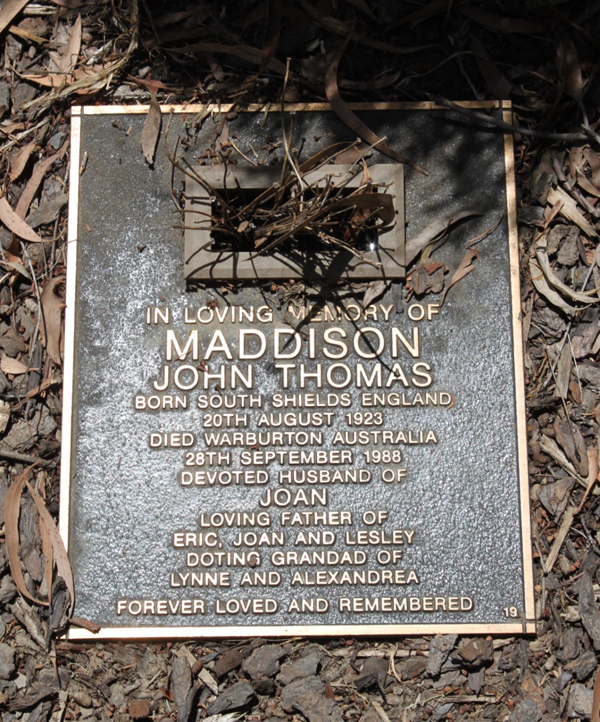 IN LOVING MEMORY OF
MADDISON
JOHN THOMAS
BORN SOUTH SHIELDS ENGLAND
20TH AUGUST 1923
DIED WARBURTON AUSTRALIA
28TH SEPTEMBER 1988
DEVOTED HUSBAND OF
JOAN
LOVING FATHER OF
ERIC, JOAN AND LESLEY
DOTING GRANDAD OF
LYNNE AND ALEXANDREA
FOREVER LOVED AND REMEMBERED
19